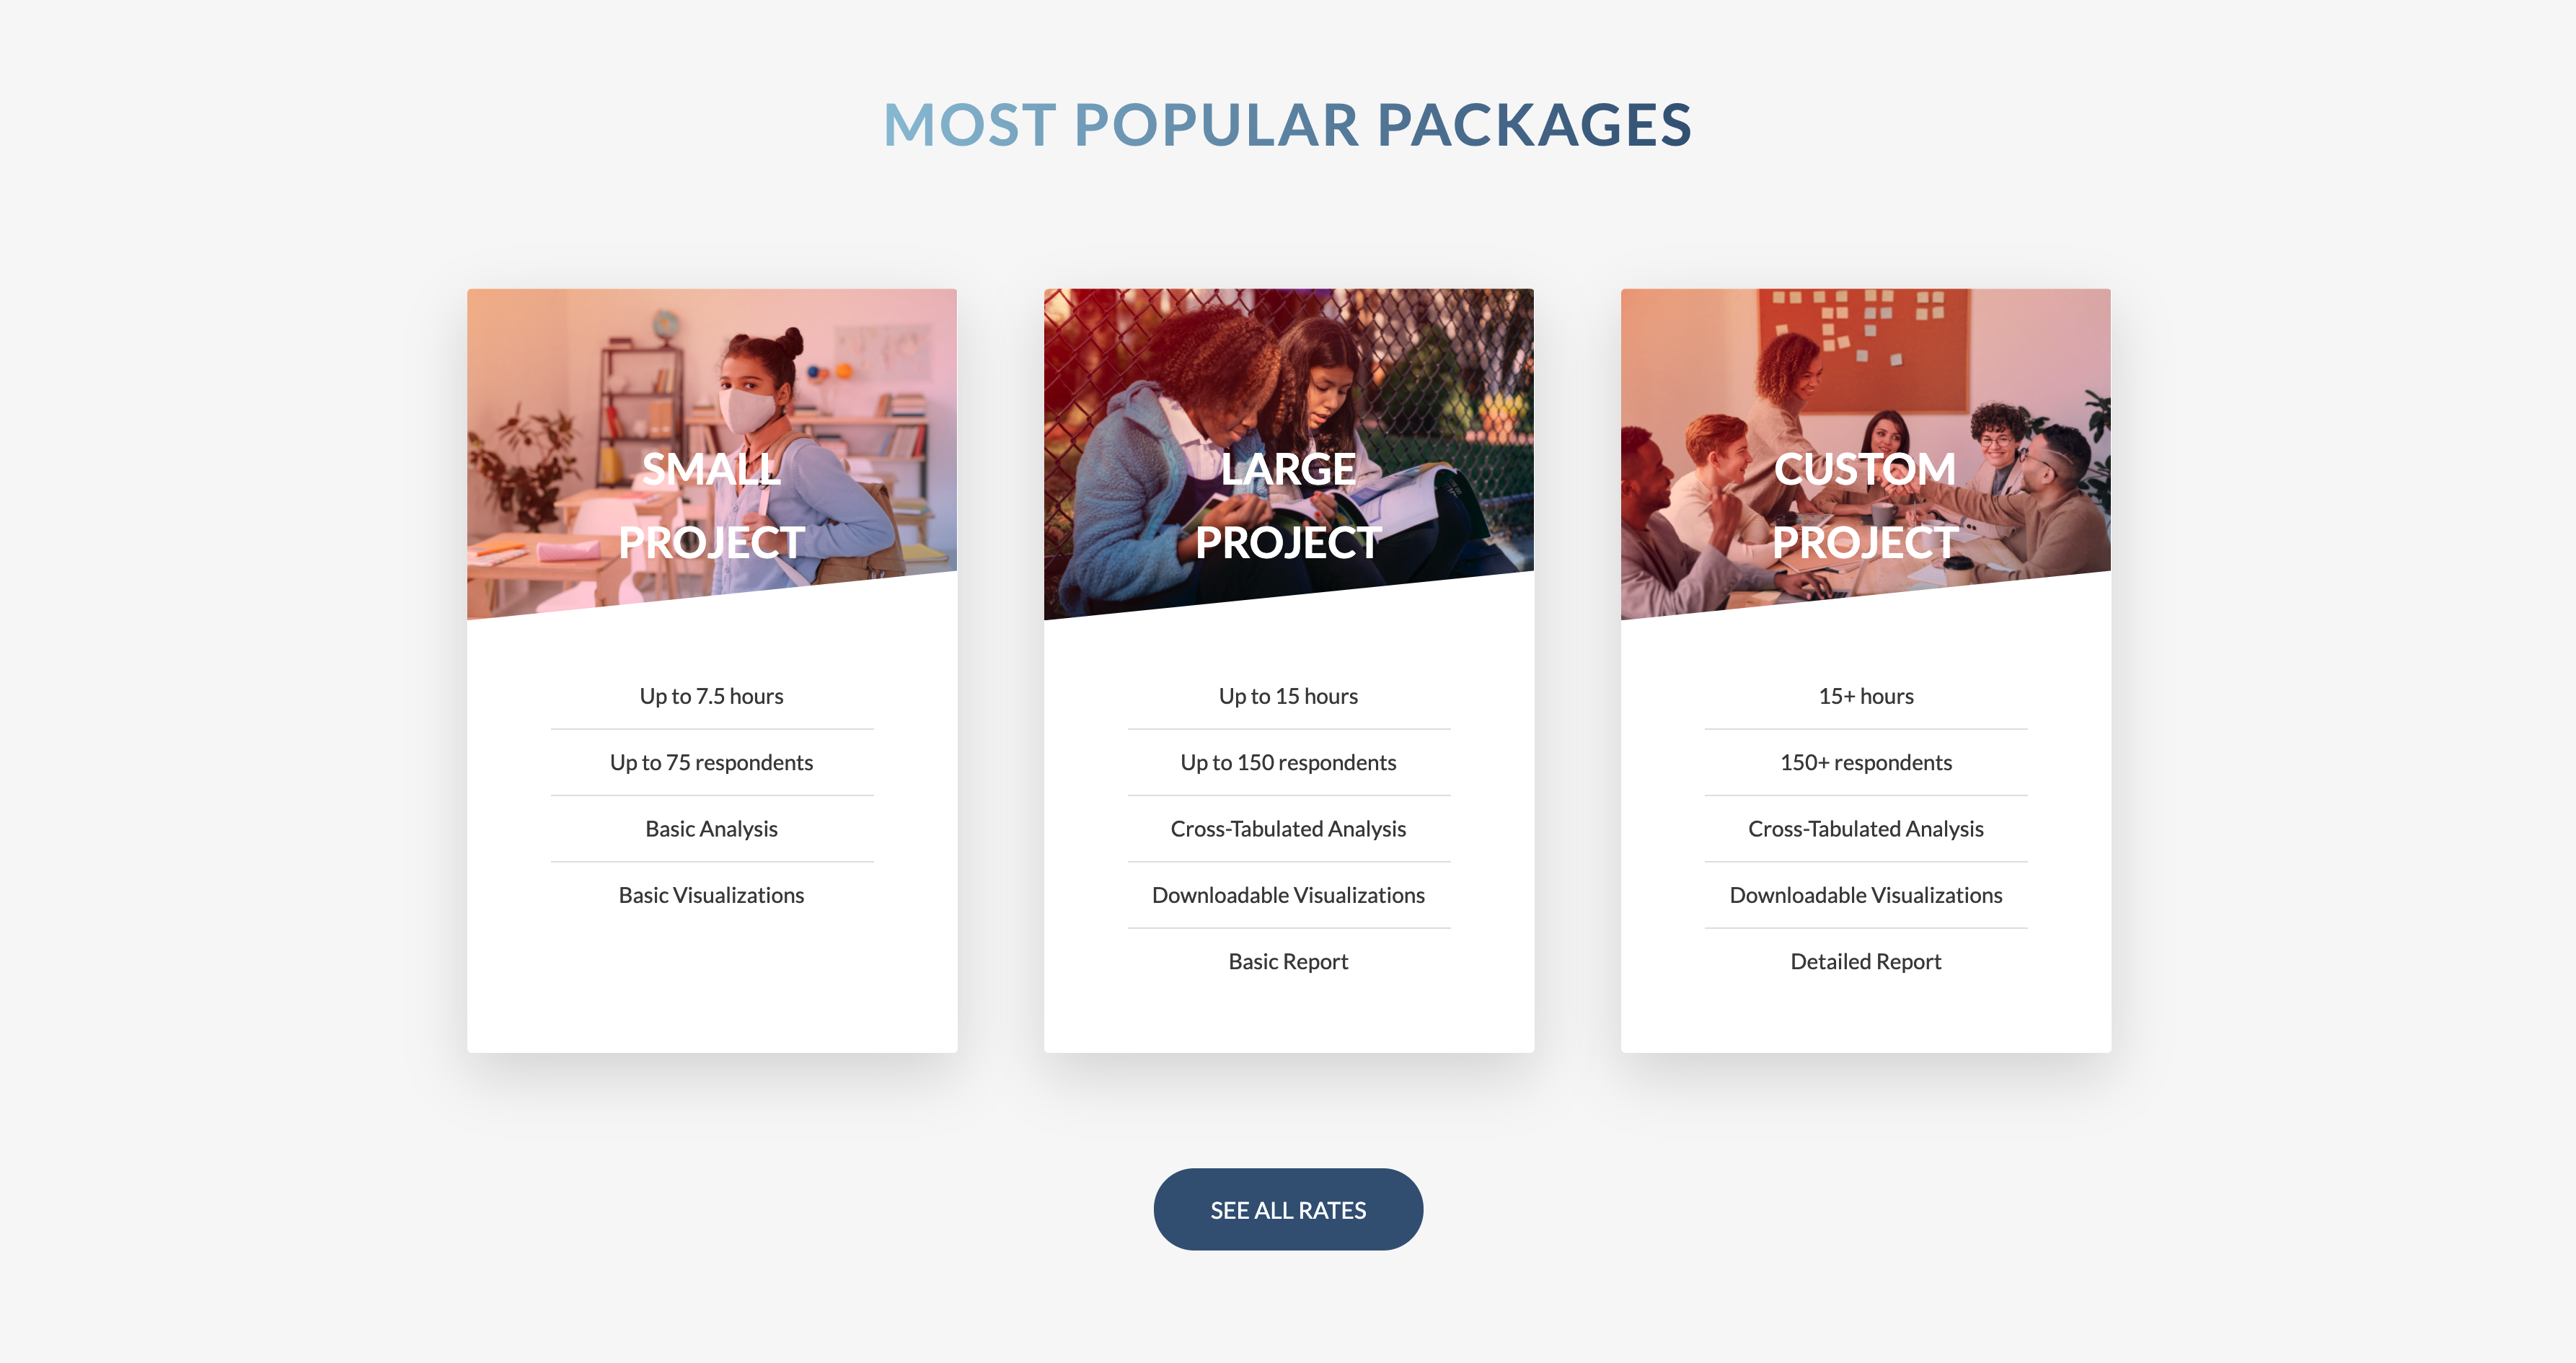 MOST POPULAR PACKAGES
SMALL
PROJECT
Up to 7.5 hours
Up to 75 respondents
Basic Analysis
Basic Visualizations
LARGE
PROJECT
Up to 15 hours
Up to 150 respondents
Cross-Tabulated Analysis
Downloadable Visualizations
Basic Report
CUSTOM
PROJECT
15+ hours
150+ respondents
Cross-Tabulated Analysis
Downloadable Visualizations
Detailed Report
SEE ALL RATES